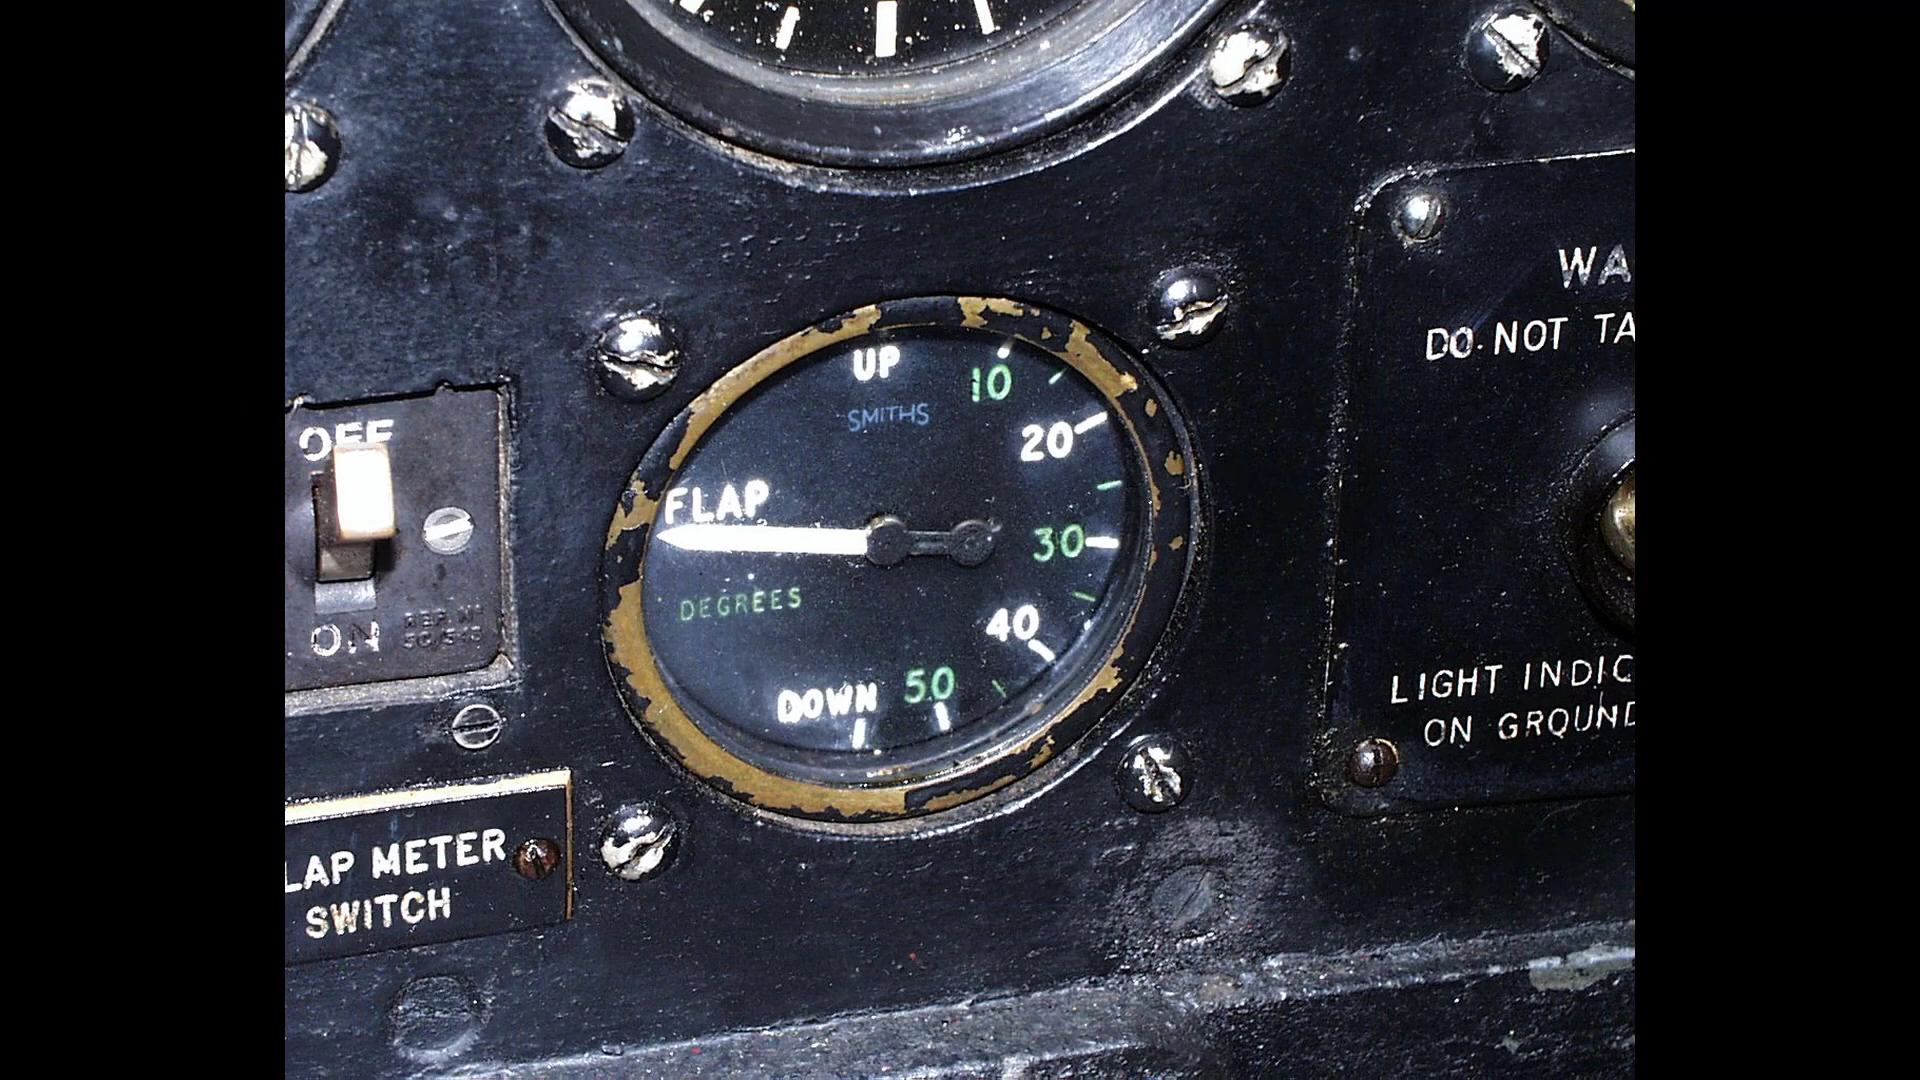 UP
SMITHS
10
20
FLAP
30
DEGREES
40
DOWN 50
OFF
ON
LAP METER
SWITCH
WA
DO NOT TA
LIGHT INDIC
ON GROUND